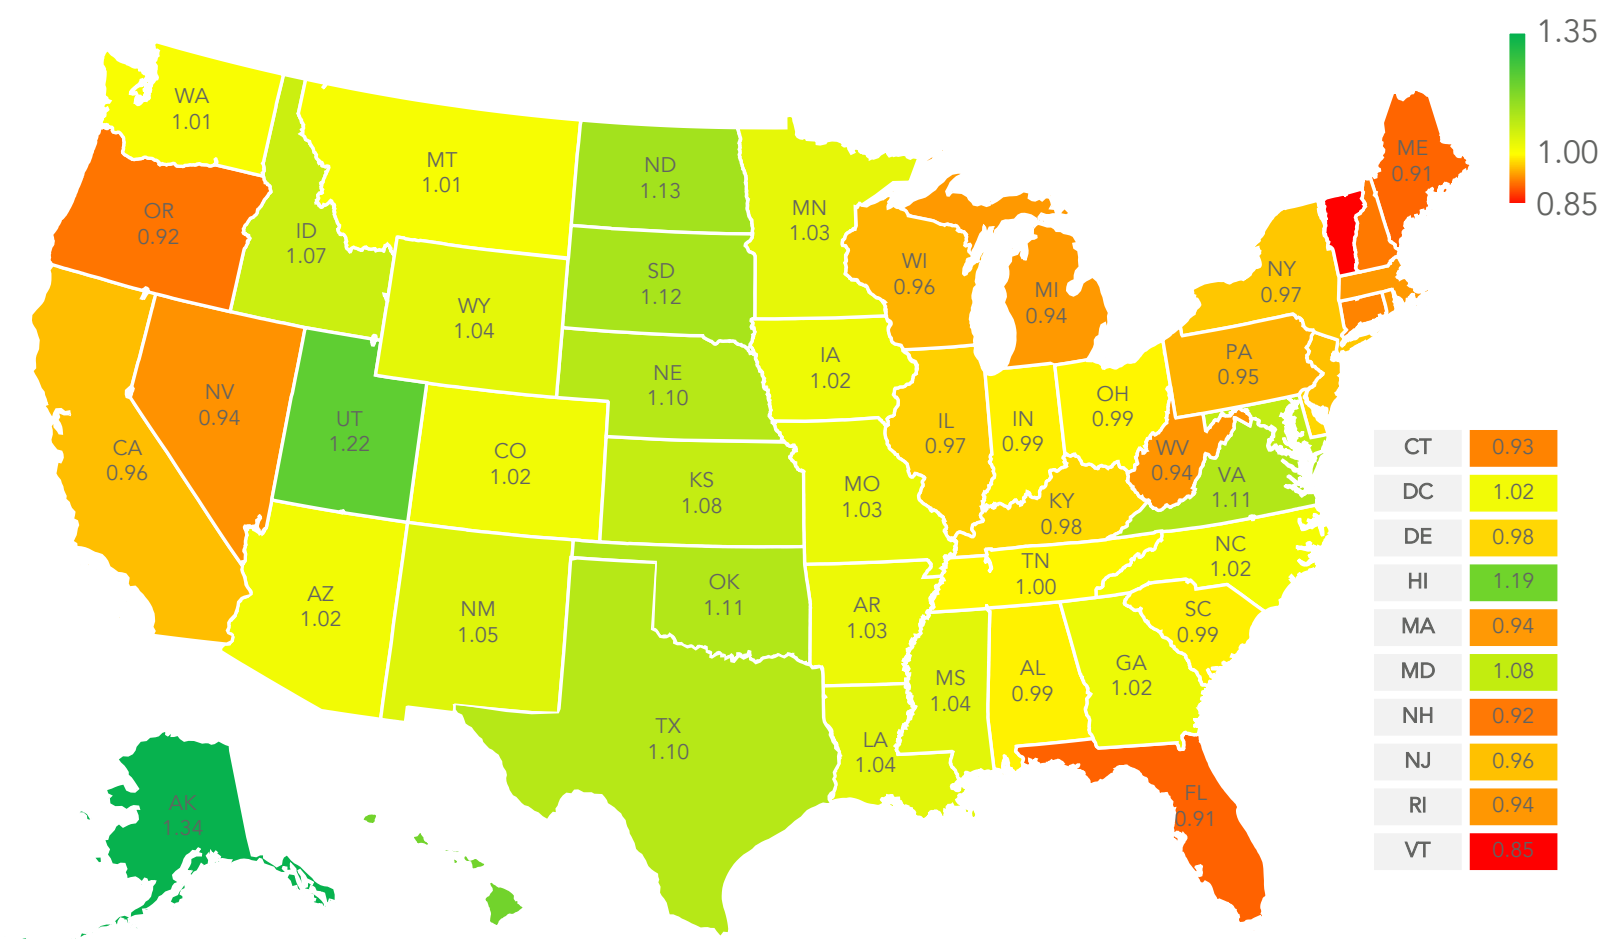 1.35
1.00
0.85
WA
1.01
OR
0.92
CA
0.96
NV
0.94
ID
1.07
MT
1.01
WY
1.04
UT
1.22
CO
1.02
AZ
1.02
NM
1.05
ND
1.13
SD
1.12
NE
1.10
KS
1.08
OK
1.11
TX
1.10
MN
1.03
IA
1.02
MO
1.03
AR
1.03
LA
1.04
WI
0.96
IL
0.97
MI
0.94
IN
0.99
OH
0.99
KY
0.98
TN
1.00
MS
1.04
AL
0.99
GA
1.02
FL
0.91
SC
0.99
NC
1.02
VA
1.11
WV
0.94
PA
0.95
NY
0.97
ME
0.91
AK
1.34
CT 0.93
DC 1.02
DE 0.98
HI 1.19
MA 0.94
MD 1.08
NH 0.92
NJ 0.96
RI 0.94
VT 0.85